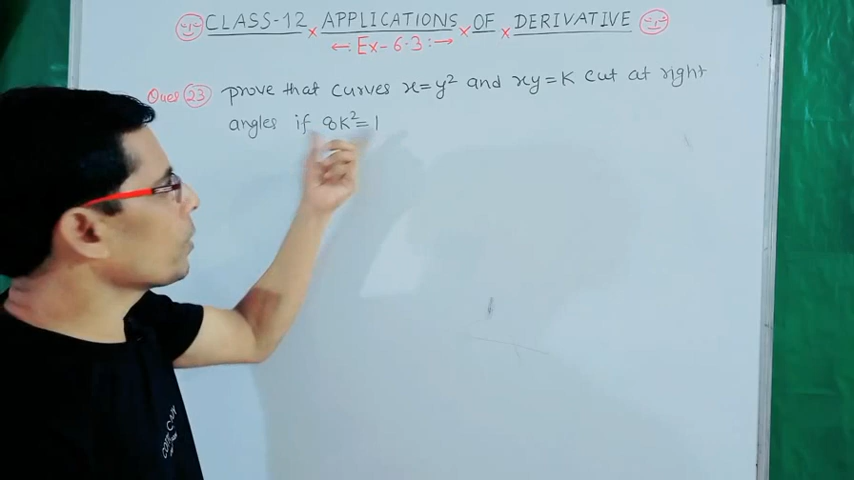 CLASS-12 × APPLICATIONS × OF × DERIVATIVE
←: Ex-6.3 :→
Ques 23 prove that curves x=y² and xy=K cut at right
angles if 8K²=1